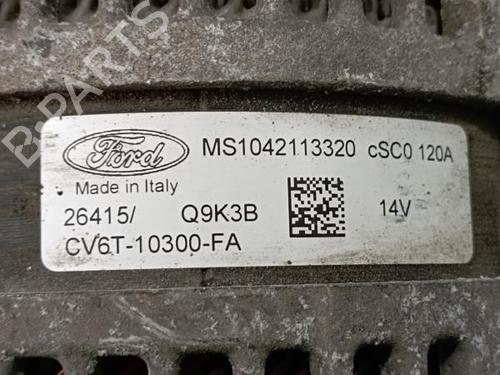 B-PARTS
Ford
MS1042113320 cSC0 120A
Made in Italy
26415/ Q9K3B
14V
CV6T-10300-FA